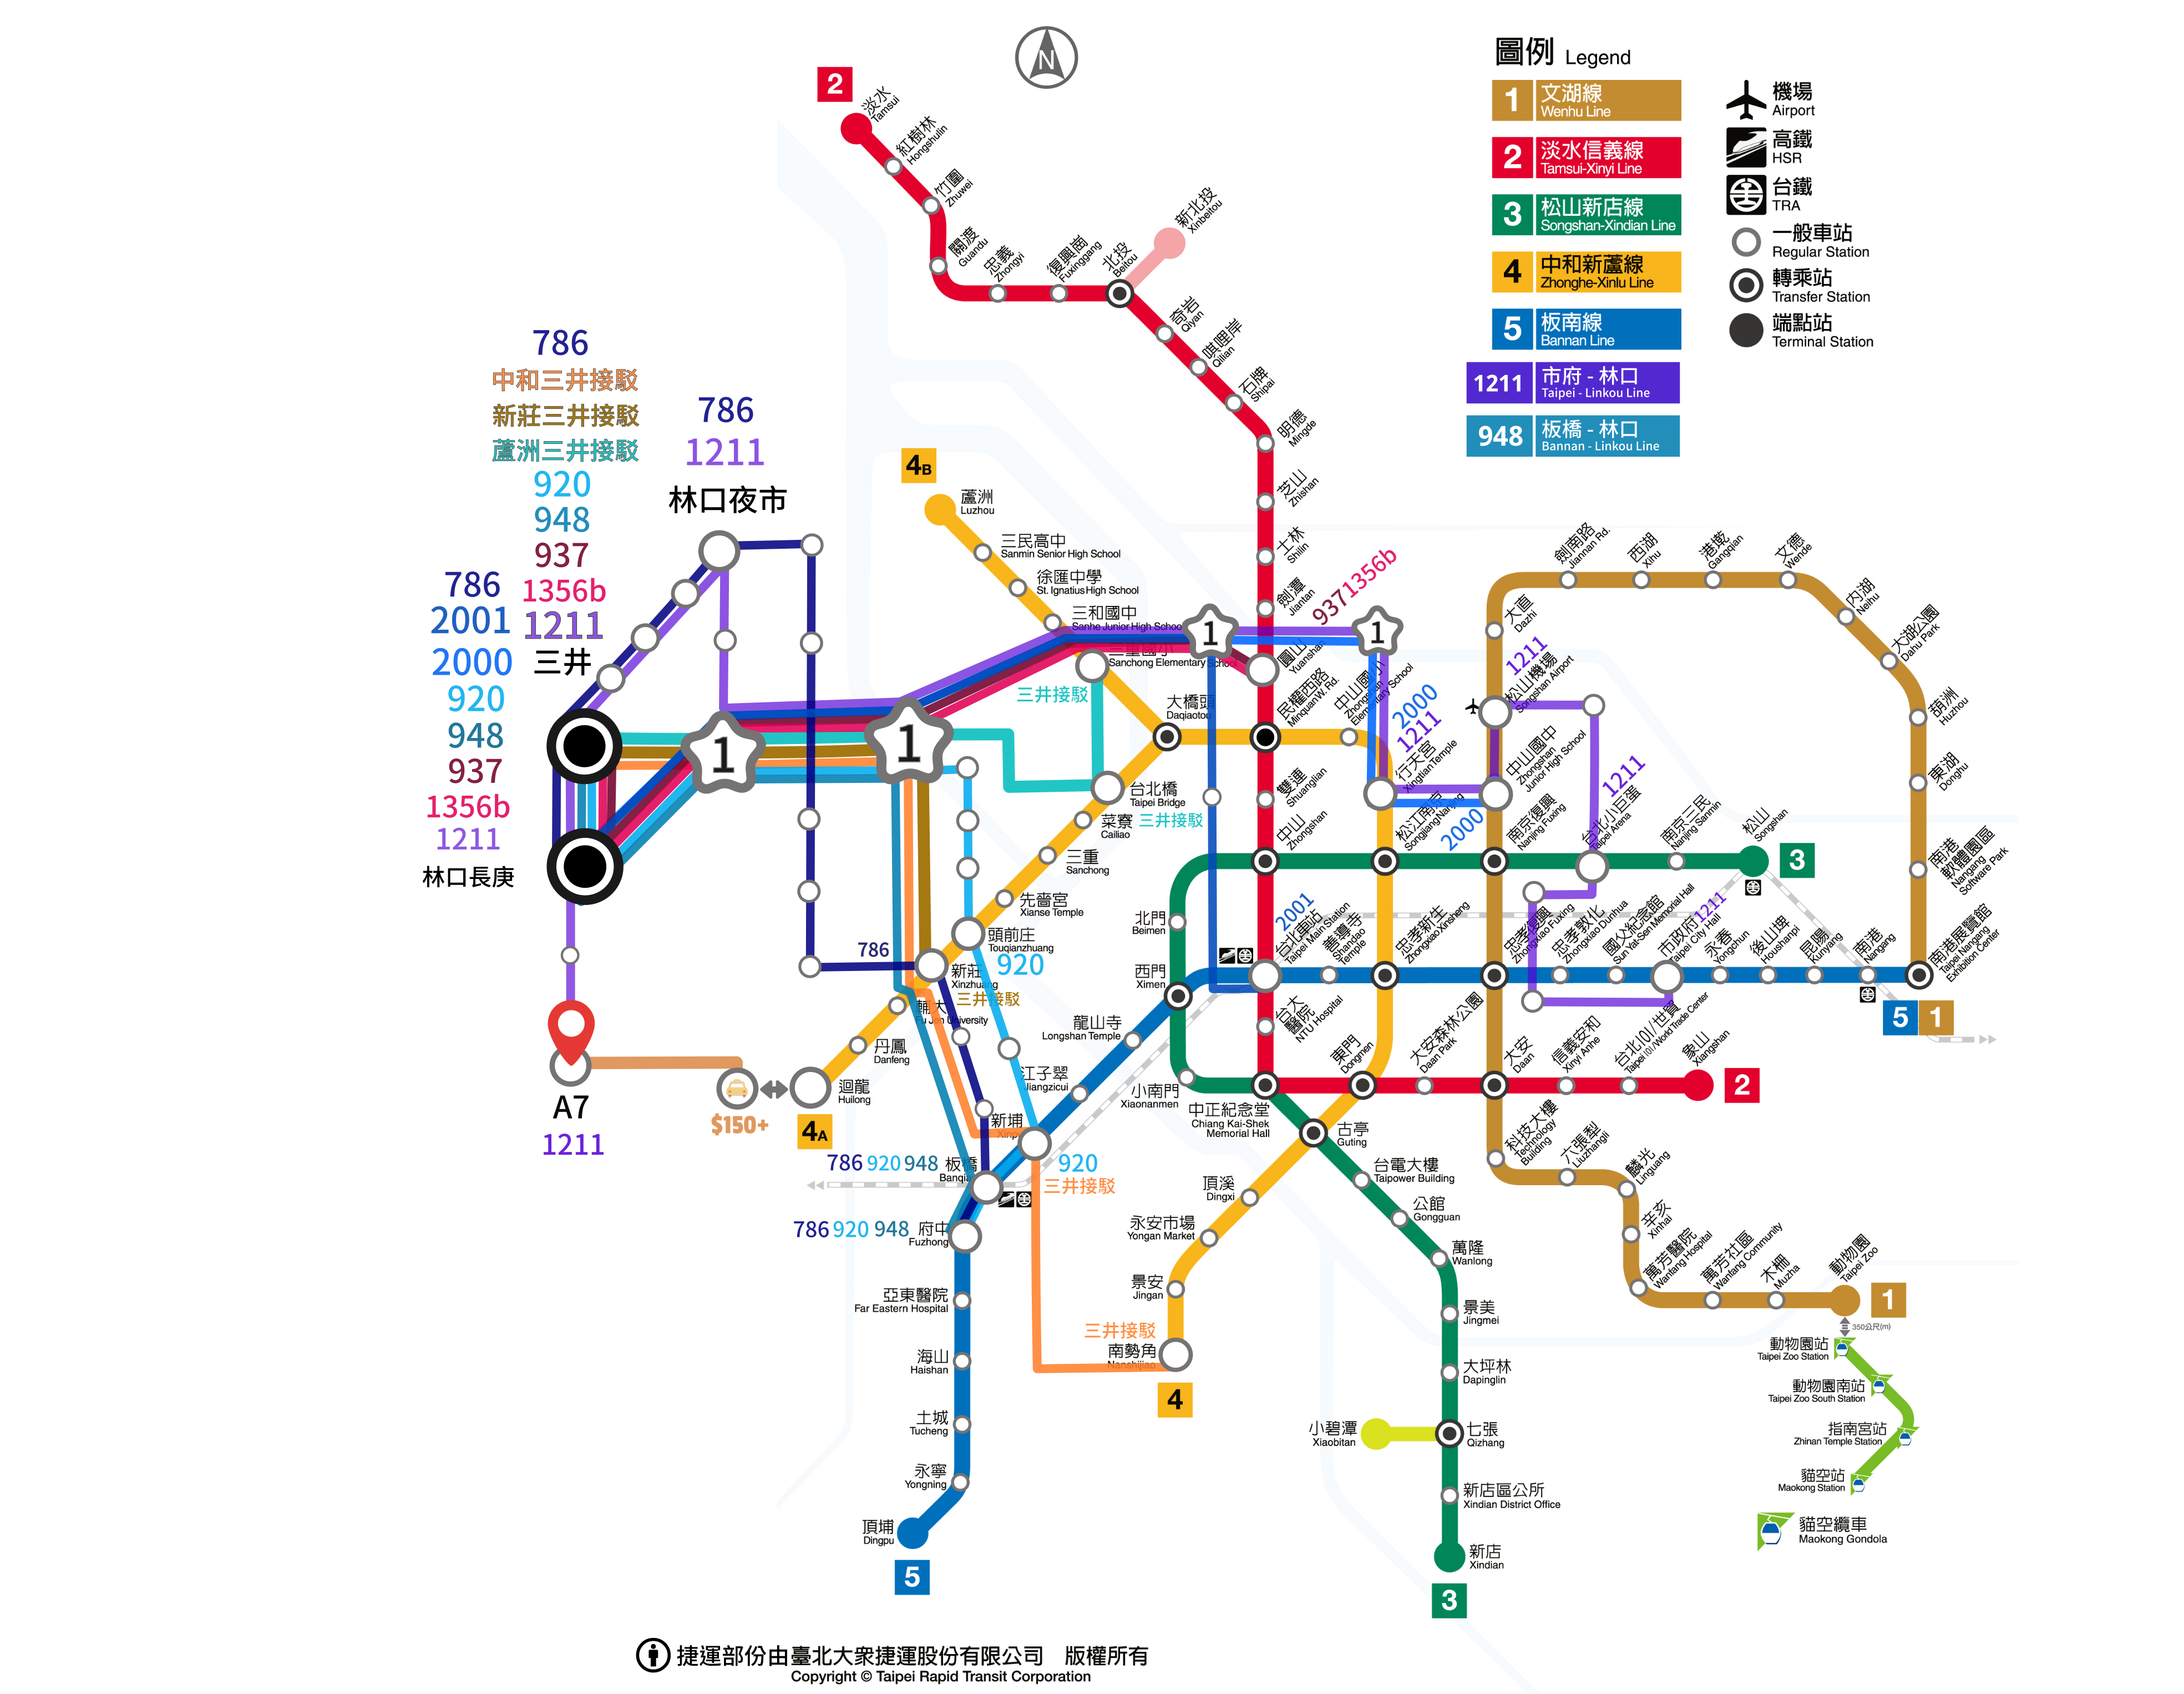 N
圖例 Legend
1 文湖線
Wenhu Line
2 淡水信義線
Tamsui-Xinyi Line
3 松山新店線
Songshan-Xindian Line
4 中和新蘆線
Zhonghe-Xinlu Line
5 板南線
Bannan Line
1211 市府 - 林口
Taipei - Linkou Line
948 板橋 - 林口
Bannan - Linkou Line
機場
Airport
高鐵
HSR
台鐵
TRA
一般車站
Regular Station
轉乘站
Transfer Station
端點站
Terminal Station
2
淡水
Tamsui
紅樹林
Hongshulin
竹圍
Zhuwei
關渡
Guandu
忠義
Zhongyi
復興崗
Fuxinggang
北投
Beitou
新北投
Xinbeitou
奇岩
Qiyan
唭哩岸
Qilian
石牌
Shipai
明德
Mingde
芝山
Zhishan
士林
Shilin
劍潭
Jiantan
圓山
Yuanshan
民權西路
Minquan W. Rd.
雙連
Shuanglian
中山
Zhongshan
2001
台北車站
Taipei Main Station
台大
醫院
NTU Hospital
中正紀念堂
Chiang Kai-Shek
Memorial Hall
東門
Dongmen
大安森林公園
Daan Park
大安
Daan
信義安和
Xinyi Anhe
台北101/世貿
Taipei 101/World Trade Center
象山
Xiangshan
2
786
中和三井接駁
新莊三井接駁
蘆洲三井接駁
920
948
937
1356b
1211
三井
786
1211
林口夜市
786
2001
2000
920
948
937
1356b
1211
林口長庚
1
1
1
1
937 1356b
A7
1211
$150+
4B
蘆洲
Luzhou
三民高中
Sanmin Senior High School
徐匯中學
St. Ignatius High School
三和國中
Sanhe Junior High School
三重國小
Sanchong Elementary School
三井接駁
大橋頭
Daqiaotou
台北橋
Taipei Bridge
菜寮 三井接駁
Cailiao
三重
Sanchong
先嗇宮
Xianse Temple
頭前庄
Touqianzhuang
920
786
新莊
Xinzhuang
三井接駁
輔大
Fu Jen University
丹鳳
Danfeng
迴龍
Huilong
4A
中山國小
Zhongshan
Elementary School
2000
1211
行天宮
Xingtian Temple
松江南京
Songjiang Nanjing
2000
忠孝新生
Zhongxiao Xinsheng
古亭
Guting
頂溪
Dingxi
永安市場
Yongan Market
景安
Jingan
三井接駁
南勢角
Nanshijiao
4
北門
Beimen
西門
Ximen
小南門
Xiaonanmen
台電大樓
Taipower Building
公館
Gongguan
萬隆
Wanlong
景美
Jingmei
大坪林
Dapinglin
七張
Qizhang
小碧潭
Xiaobitan
新店區公所
Xindian District Office
新店
Xindian
3
南京復興
Nanjing Fuxing
台北小巨蛋
Taipei Arena
南京三民
Nanjing Sanmin
松山
Songshan
3
劍南路
Jiannan Rd.
西湖
Xihu
港墘
Gangqian
文德
Wende
內湖
Neihu
大湖公園
Dahu Park
葫洲
Huzhou
東湖
Donghu
南港
軟體園區
Nangang
Software Park
南港展覽館
Taipei Nangang
Exhibition Center
5 1
大直
Dazhi
1211
松山機場
Songshan Airport
1211
中山國中
Zhongshan
Junior High School
善導寺
Shandao
Temple
忠孝復興
Zhongxiao Fuxing
忠孝敦化
Zhongxiao Dunhua
國父紀念館
Sun Yat-Sen Memorial Hall
1211
市政府
Taipei City Hall
永春
Yongchun
後山埤
Houshanpi
昆陽
Kunyang
南港
Nangang
龍山寺
Longshan Temple
江子翠
Jiangzicui
新埔
920
三井接駁
786 920 948 板橋
786 920 948 府中
Fuzhong
亞東醫院
Far Eastern Hospital
海山
Haishan
土城
Tucheng
永寧
Yongning
頂埔
Dingpu
5
科技大樓
Technology
Building
六張犁
Liuzhangli
麟光
Linguang
辛亥
Xinhai
萬芳醫院
Wanfang Hospital
萬芳社區
Wanfang Community
木柵
Muzha
動物園
Taipei Zoo
1
350公尺(m)
動物園站
Taipei Zoo Station
動物園南站
Taipei Zoo South Station
指南宮站
Zhinan Temple Station
貓空站
Maokong Station
貓空纜車
Maokong Gondola
捷運部份由臺北大眾捷運股份有限公司 版權所有
Copyright © Taipei Rapid Transit Corporation